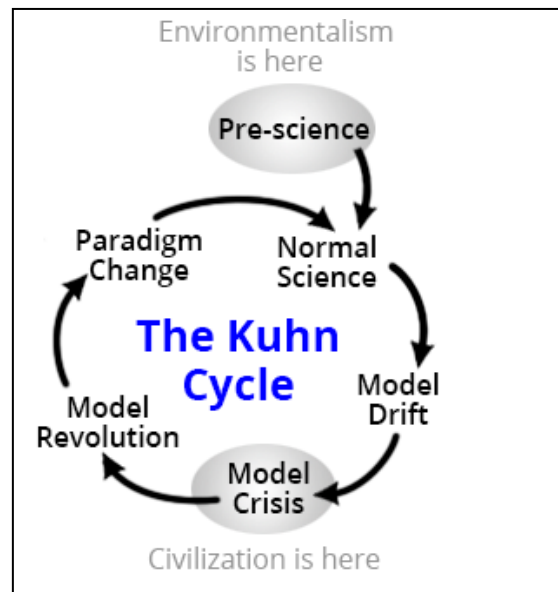 Environmentalism
is here
Pre-science
Normal
Science
Model
Drift
Model
Crisis
Civilization is here
Model
Revolution
Paradigm
Change
The Kuhn
Cycle